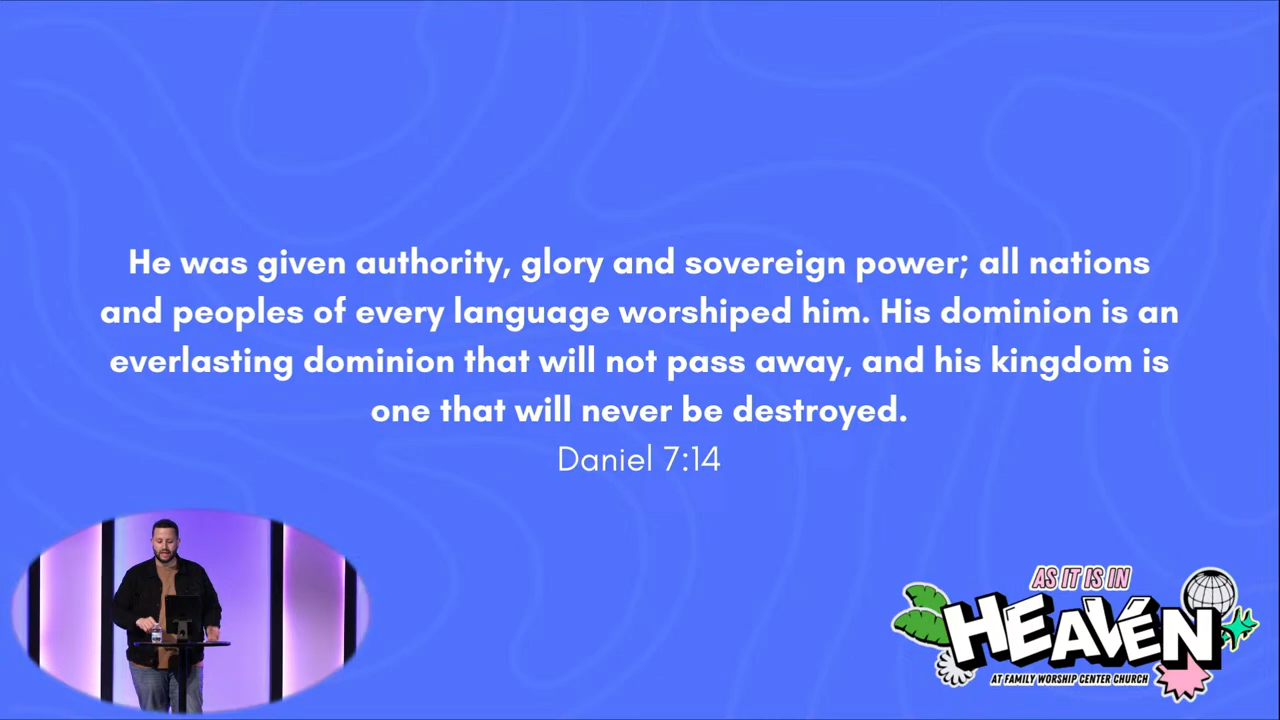 He was given authority, glory and sovereign power; all nations
and peoples of every language worshiped him. His dominion is an
everlasting dominion that will not pass away, and his kingdom is
one that will never be destroyed.
Daniel 7:14
AS IT IS IN
HEAVEN
AT FAMILY WORSHIP CENTER CHURCH